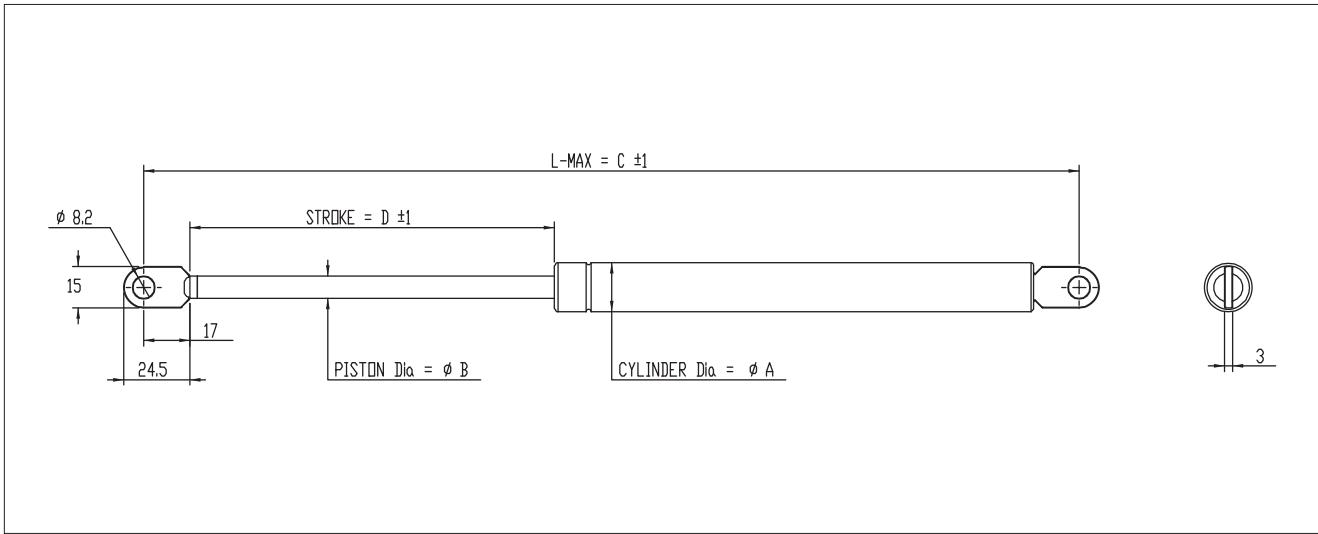 L-MAX = C ±1
STROKE = D ±1
ϕ 8.2
15
17
24.5
PISTON Dia = ϕ B
CYLINDER Dia = ϕ A
3